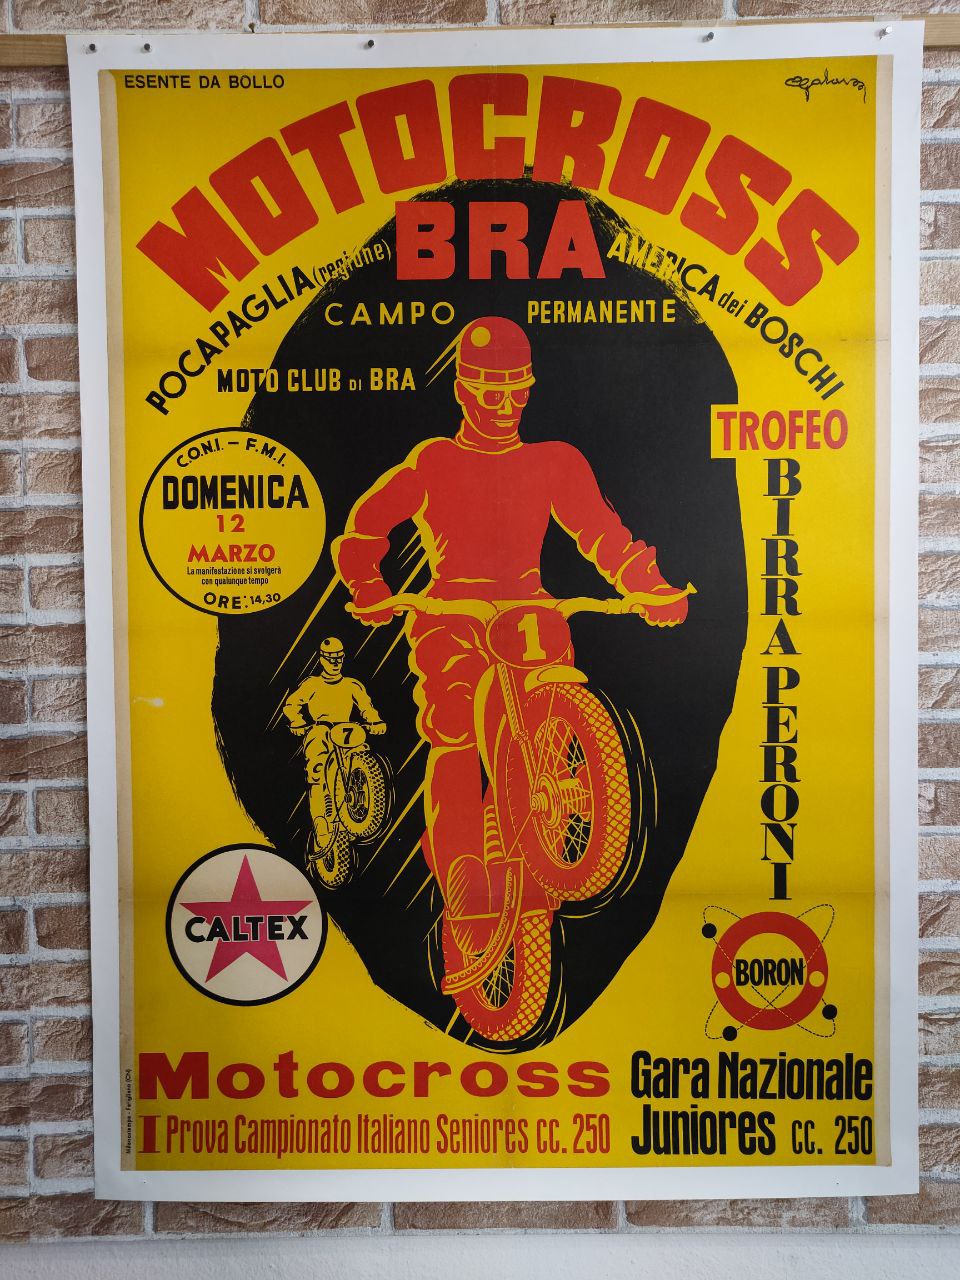 ESENTE DA BOLLO
MOTOCROSS
BRA
POCAPAGLIA (regione)
AMERICA dei BOSCHI
CAMPO PERMANENTE
MOTO CLUB DI BRA
C.O.N.I. - F.M.I.
DOMENICA
12
MARZO
La manifestazione si svolgerà
con qualunque tempo
ORE: 14,30
TROFEO
BIRRA PERONI
1
7
CALTEX
BORON
Motocross
I Prova Campionato Italiano Seniores cc. 250
Gara Nazionale
Juniores cc. 250